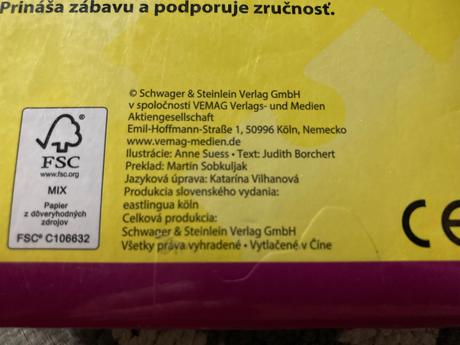 Prináša zábavu a podporuje zručnosť.
© Schwager & Steinlein Verlag GmbH
v spoločnosti VEMAG Verlags- und Medien
Aktiengesellschaft
Emil-Hoffmann-Straße 1, 50996 Köln, Nemecko
www.vemag-medien.de
Ilustrácie: Anne Suess • Text: Judith Borchert
Preklad: Martin Sobkuljak
Jazyková úprava: Katarína Vilhanová
Produkcia slovenského vydania:
eastlingua köln
Celková produkcia:
Schwager & Steinlein Verlag GmbH
Všetky práva vyhradené • Vytlačené v Číne
FSC
www.fsc.org
MIX
Papier
z dôveryhodných
zdrojov
FSC® C106632
CE